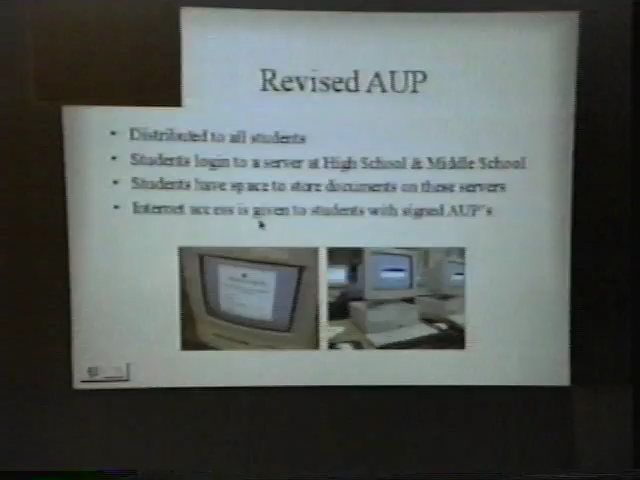 Revised AUP
• Distributed to all students
• Students login to a server at High School & Middle School
• Students have space to store documents on those servers
• Internet access is given to students with signed AUP's